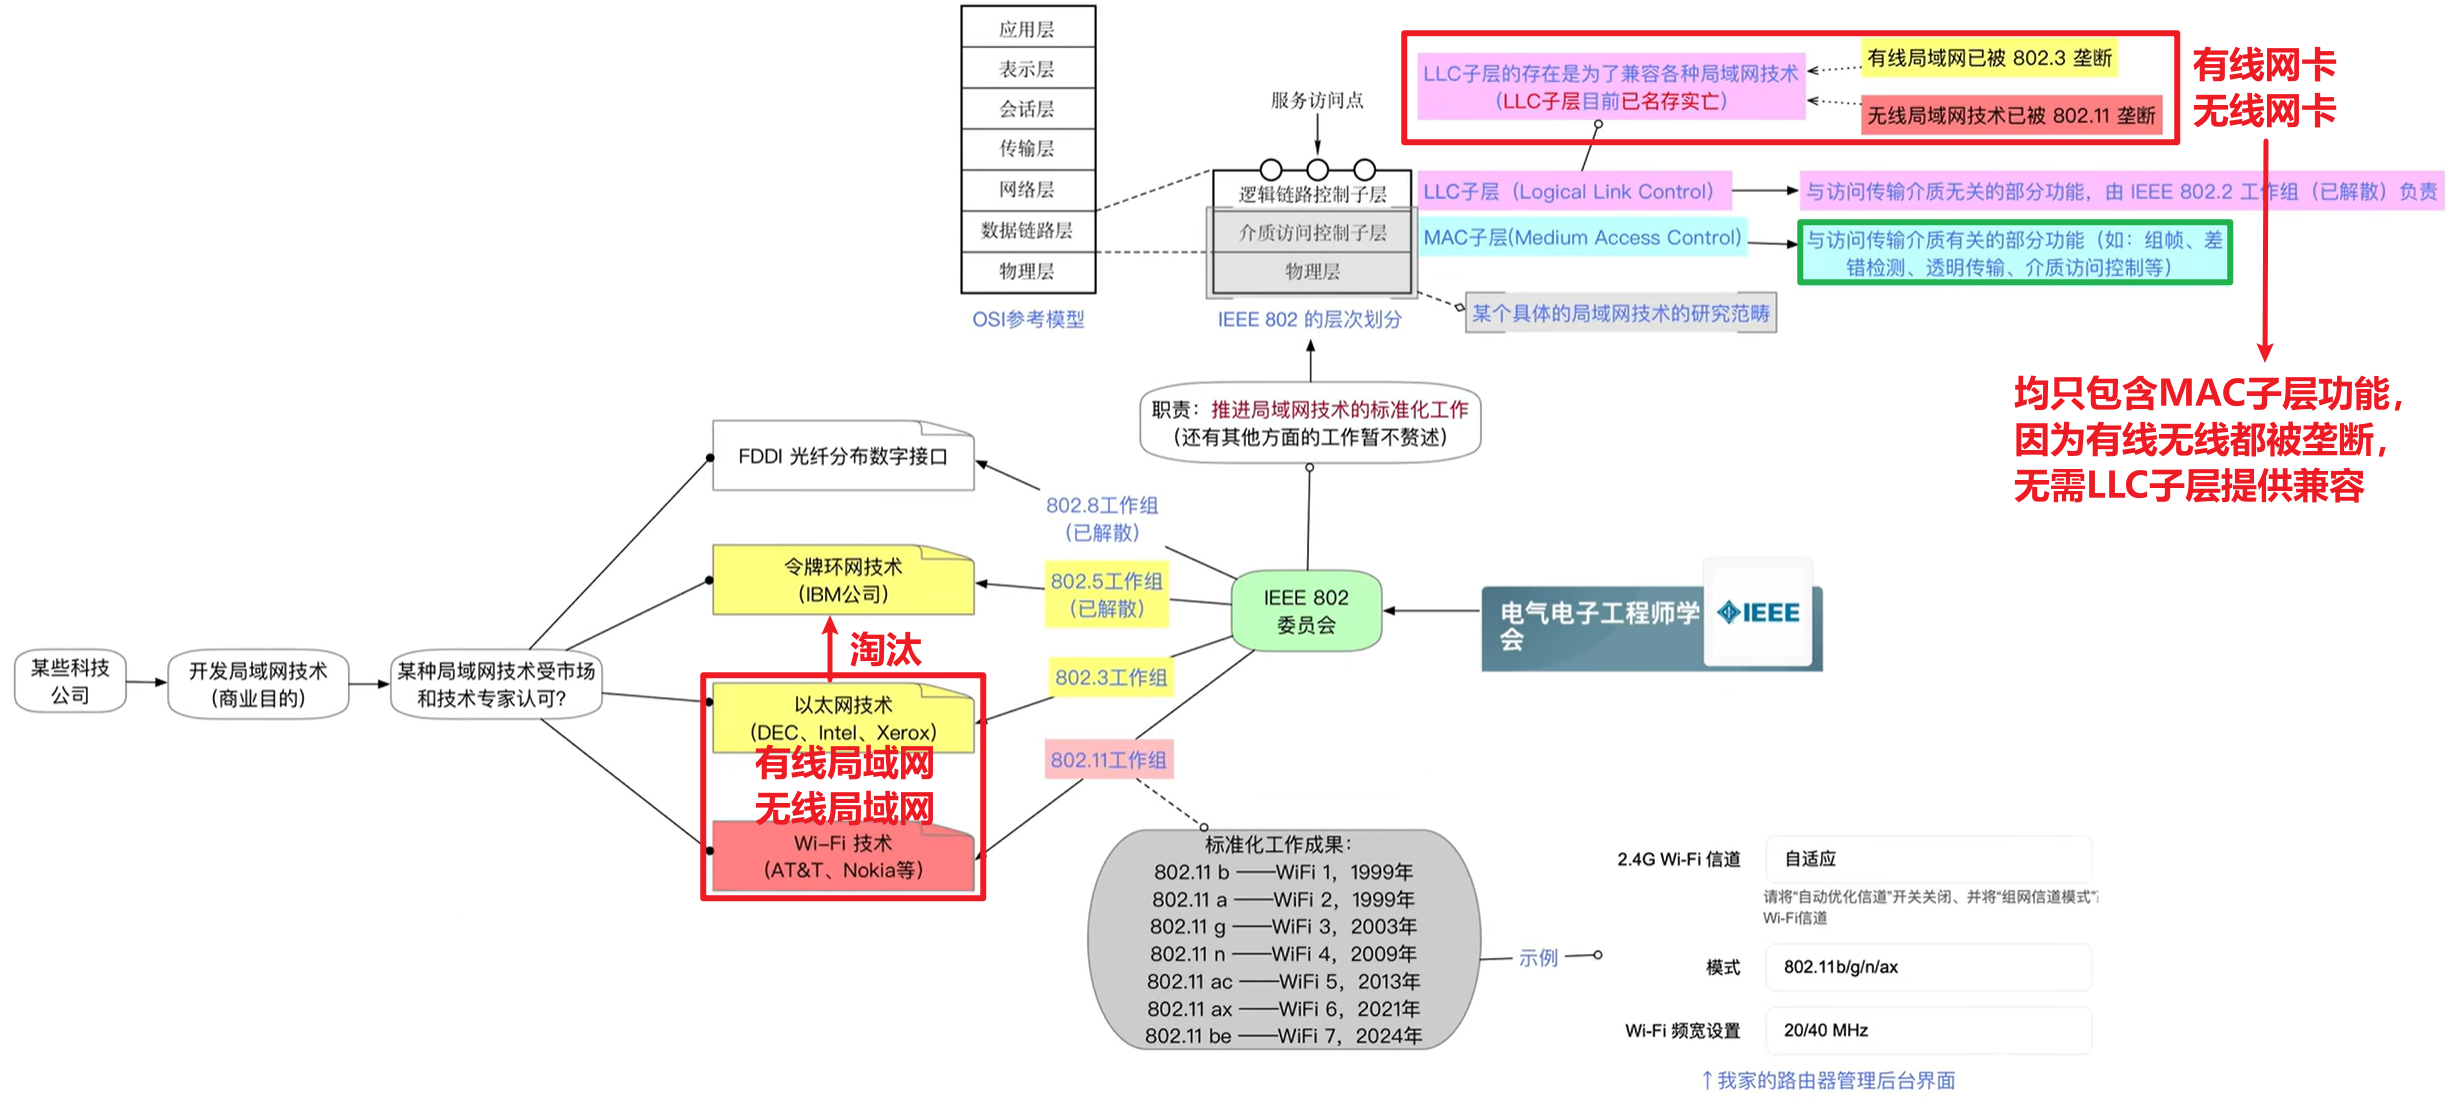 应用层
表示层
会话层
传输层
网络层
数据链路层
物理层
OSI参考模型
服务访问点
逻辑链路控制子层
介质访问控制子层
物理层
IEEE 802 的层次划分
LLC子层的存在是为了兼容各种局域网技术
（LLC子层目前已名存实亡）
有线局域网已被 802.3 垄断
无线局域网技术已被 802.11 垄断
有线网卡
无线网卡
LLC子层（Logical Link Control）
与访问传输介质无关的部分功能，由 IEEE 802.2 工作组（已解散）负责
MAC子层(Medium Access Control)
与访问传输介质有关的部分功能（如：组帧、差
错检测、透明传输、介质访问控制等）
某个具体的局域网技术的研究范畴
均只包含MAC子层功能，
因为有线无线都被垄断，
无需LLC子层提供兼容
职责：推进局域网技术的标准化工作
（还有其他方面的工作暂不赘述）
FDDI 光纤分布数字接口
802.8工作组
（已解散）
令牌环网技术
（IBM公司）
802.5工作组
（已解散）
IEEE 802
委员会
电气电子工程师学
会
IEEE
淘汰
某些科技
公司
开发局域网技术
（商业目的）
某种局域网技术受市场
和技术专家认可？
以太网技术
（DEC、Intel、Xerox）
802.3工作组
有线局域网
无线局域网
802.11工作组
Wi-Fi 技术
（AT&T、Nokia等）
标准化工作成果：
802.11 b ——WiFi 1，1999年
802.11 a ——WiFi 2，1999年
802.11 g ——WiFi 3，2003年
802.11 n ——WiFi 4，2009年
802.11 ac ——WiFi 5，2013年
802.11 ax ——WiFi 6，2021年
802.11 be ——WiFi 7，2024年
示例
2.4G Wi-Fi 信道
自适应
请将“自动优化信道”开关关闭、并将“组网信道模式”
Wi-Fi信道
模式
802.11b/g/n/ax
Wi-Fi 频宽设置
20/40 MHz
↑我家的路由器管理后台界面